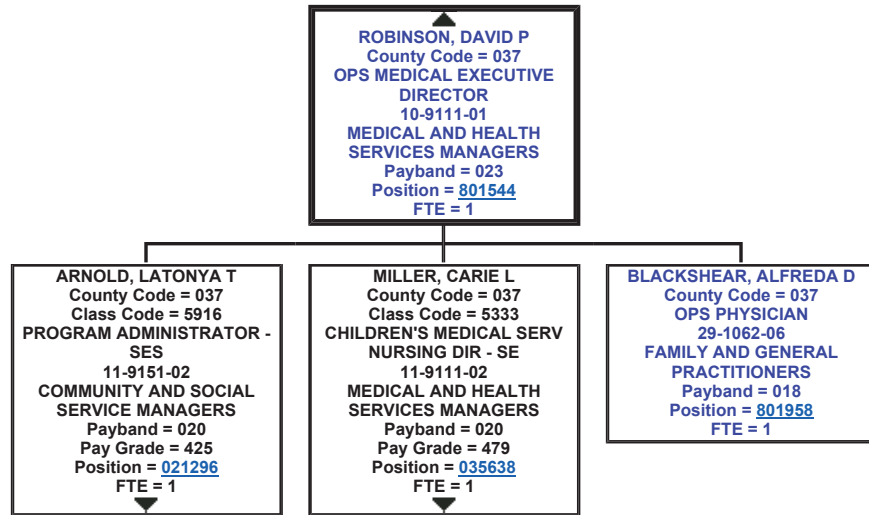 ROBINSON, DAVID P
County Code = 037
OPS MEDICAL EXECUTIVE
DIRECTOR
10-9111-01
MEDICAL AND HEALTH
SERVICES MANAGERS
Payband = 023
Position = 801544
FTE = 1
ARNOLD, LATONYA T
County Code = 037
Class Code = 5916
PROGRAM ADMINISTRATOR -
SES
11-9151-02
COMMUNITY AND SOCIAL
SERVICE MANAGERS
Payband = 020
Pay Grade = 425
Position = 021296
FTE = 1
MILLER, CARIE L
County Code = 037
Class Code = 5333
CHILDREN'S MEDICAL SERV
NURSING DIR - SE
11-9111-02
MEDICAL AND HEALTH
SERVICES MANAGERS
Payband = 020
Pay Grade = 479
Position = 035638
FTE = 1
BLACKSHEAR, ALFREDA D
County Code = 037
OPS PHYSICIAN
29-1062-06
FAMILY AND GENERAL
PRACTITIONERS
Payband = 018
Position = 801958
FTE = 1